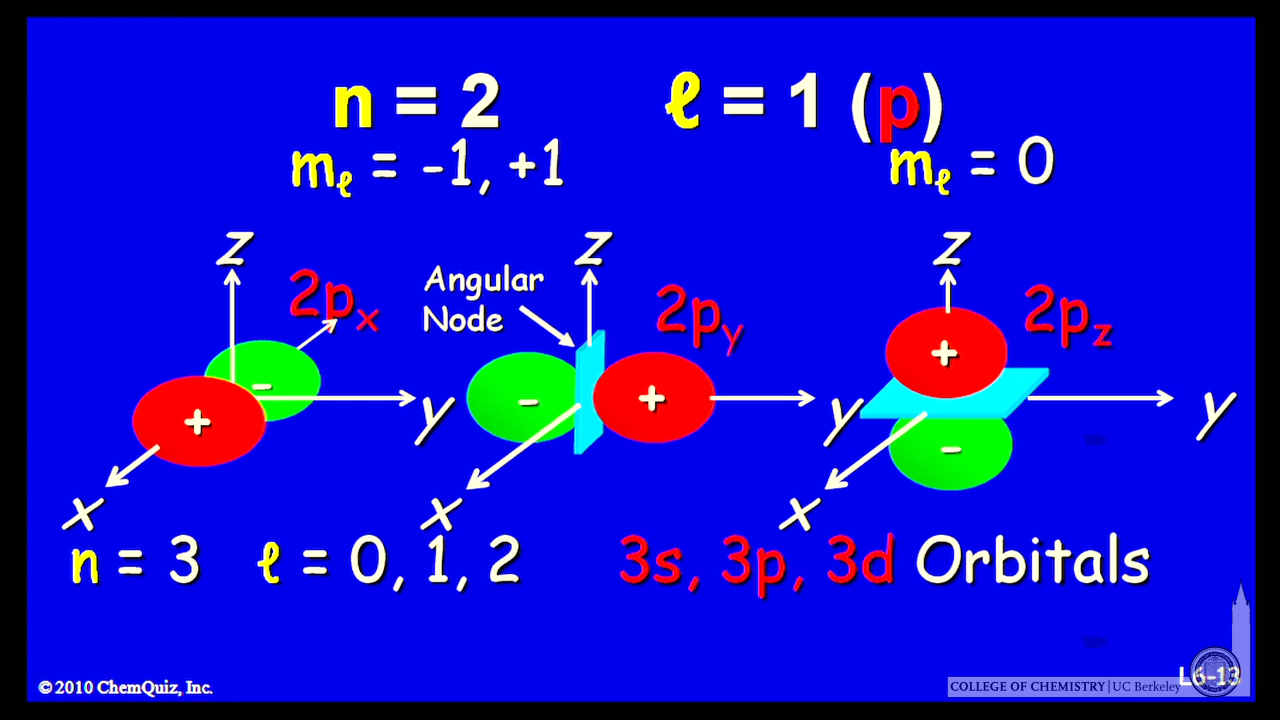 n = 2 ℓ = 1 (p)
mℓ = -1, +1 mℓ = 0
z z z
2pₓ Angular Node 2py 2pz
- + - + + -
y y y
x x x
n = 3 ℓ = 0, 1, 2 3s, 3p, 3d Orbitals
© 2010 ChemQuiz, Inc.
COLLEGE OF CHEMISTRY | UC Berkeley L6-13